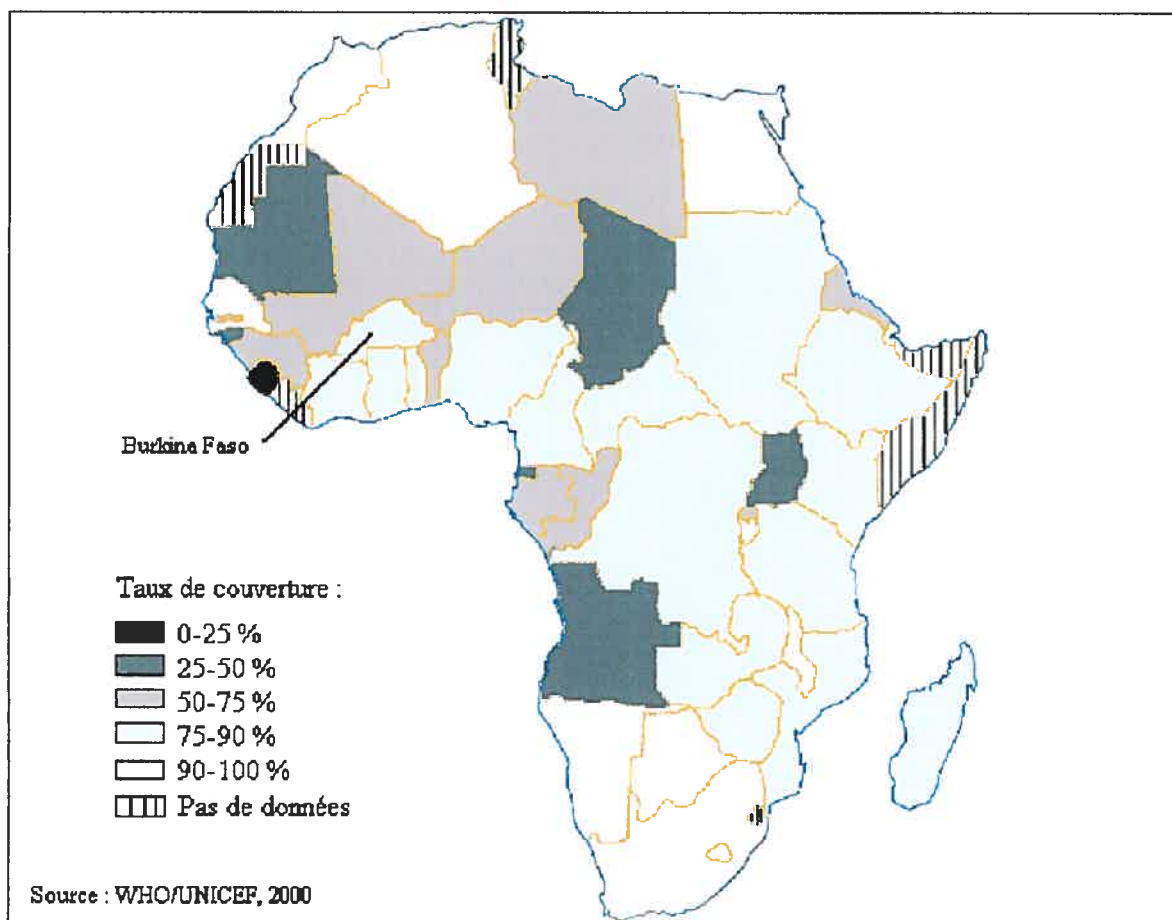 Burkina Faso
Taux de couverture :
0-25 %
25-50 %
50-75 %
75-90 %
90-100 %
Pas de données
Source : WHO/UNICEF, 2000